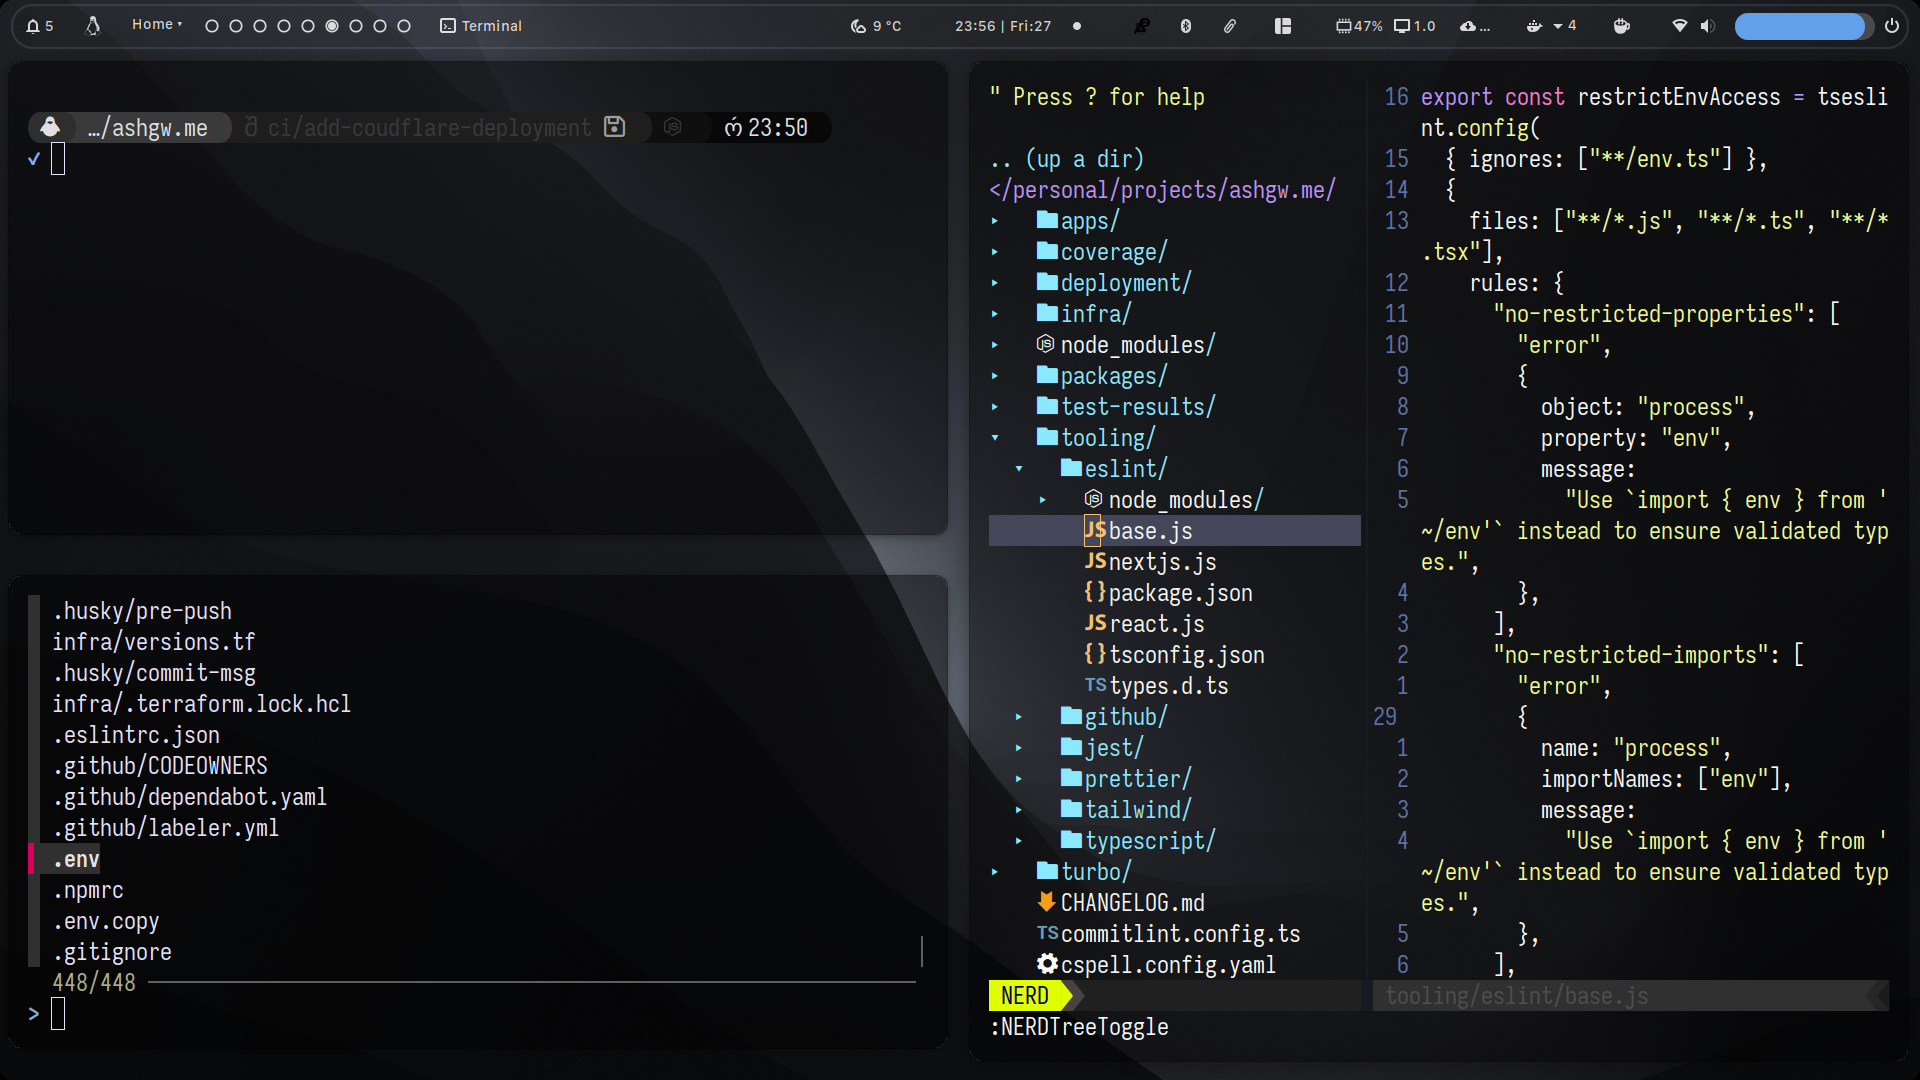 5 Home Terminal 9 °C 23:56 | Fri:27 47% 1.0 ... 4
…/ashgw.me ci/add-coudflare-deployment 23:50
✓
.husky/pre-push
infra/versions.tf
.husky/commit-msg
infra/.terraform.lock.hcl
.eslintrc.json
.github/CODEOWNERS
.github/dependabot.yaml
.github/labeler.yml
.env
.npmrc
.env.copy
.gitignore
448/448
>
" Press ? for help
.. (up a dir)
</personal/projects/ashgw.me/
▸ apps/
▸ coverage/
▸ deployment/
▸ infra/
▸ node_modules/
▸ packages/
▸ test-results/
▾ tooling/
▾ eslint/
▸ node_modules/
JS base.js
JS nextjs.js
{} package.json
JS react.js
{} tsconfig.json
TS types.d.ts
▸ github/
▸ jest/
▸ prettier/
▸ tailwind/
▸ typescript/
▸ turbo/
CHANGELOG.md
TS commitlint.config.ts
cspell.config.yaml
NERD
:NERDTreeToggle
16 export const restrictEnvAccess = tsesli
nt.config(
15 { ignores: ["**/env.ts"] },
14 {
13 files: ["**/*.js", "**/*.ts", "**/*
.tsx"],
12 rules: {
11 "no-restricted-properties": [
10 "error",
9 {
8 object: "process",
7 property: "env",
6 message:
5 "Use `import { env } from '
~/env'` instead to ensure validated typ
es.",
4 },
3 ],
2 "no-restricted-imports": [
1 "error",
29 {
1 name: "process",
2 importNames: ["env"],
3 message:
4 "Use `import { env } from '
~/env'` instead to ensure validated typ
es.",
5 },
6 ],
tooling/eslint/base.js